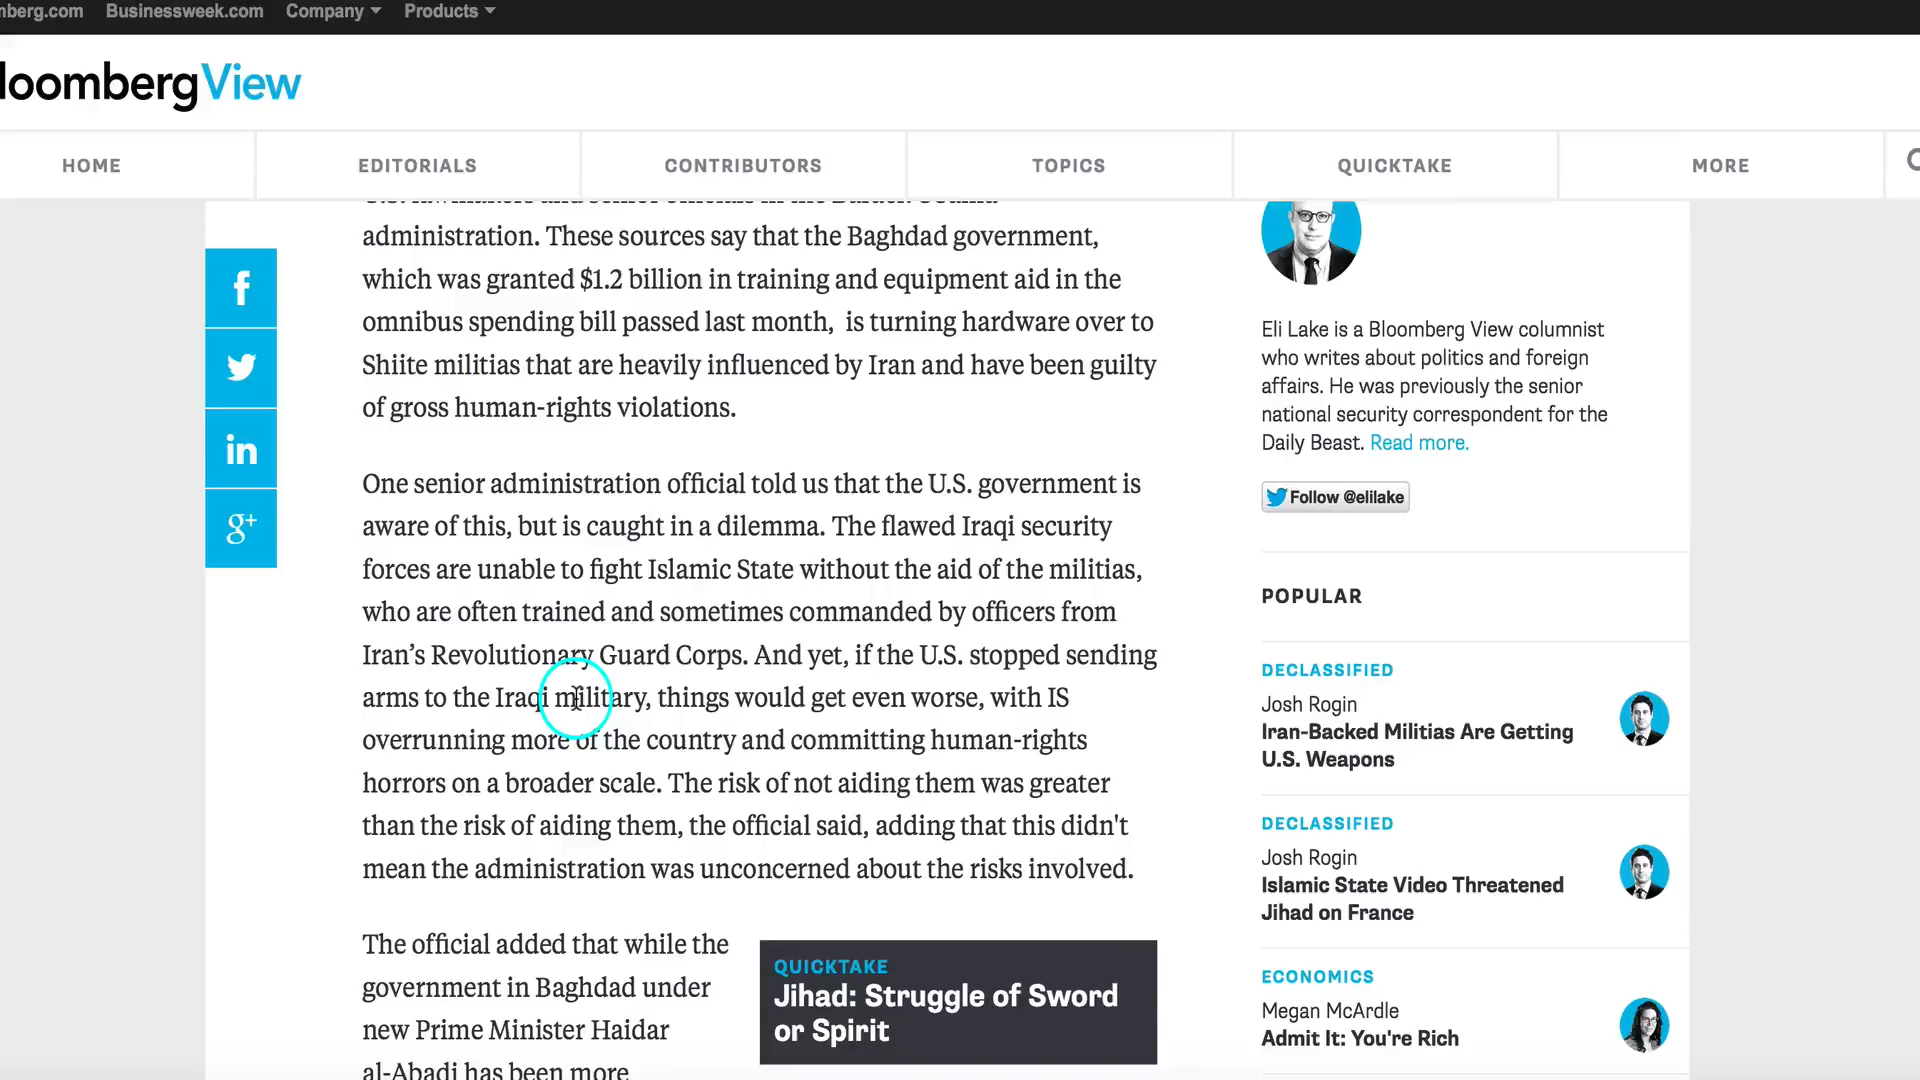 mberg.com Businessweek.com Company Products
loombergView
HOME EDITORIALS CONTRIBUTORS TOPICS QUICKTAKE MORE
U.S. lawmakers and senior officials in the Barack Obama
administration. These sources say that the Baghdad government,
which was granted $1.2 billion in training and equipment aid in the
omnibus spending bill passed last month, is turning hardware over to
Shiite militias that are heavily influenced by Iran and have been guilty
of gross human-rights violations.
One senior administration official told us that the U.S. government is
aware of this, but is caught in a dilemma. The flawed Iraqi security
forces are unable to fight Islamic State without the aid of the militias,
who are often trained and sometimes commanded by officers from
Iran’s Revolutionary Guard Corps. And yet, if the U.S. stopped sending
arms to the Iraqi military, things would get even worse, with IS
overrunning more of the country and committing human-rights
horrors on a broader scale. The risk of not aiding them was greater
than the risk of aiding them, the official said, adding that this didn't
mean the administration was unconcerned about the risks involved.
The official added that while the
government in Baghdad under
new Prime Minister Haidar
al-Abadi has been more
QUICKTAKE
Jihad: Struggle of Sword
or Spirit
f
in
g+
Eli Lake is a Bloomberg View columnist
who writes about politics and foreign
affairs. He was previously the senior
national security correspondent for the
Daily Beast. Read more.
Follow @elilake
POPULAR
DECLASSIFIED
Josh Rogin
Iran-Backed Militias Are Getting
U.S. Weapons
DECLASSIFIED
Josh Rogin
Islamic State Video Threatened
Jihad on France
ECONOMICS
Megan McArdle
Admit It: You're Rich